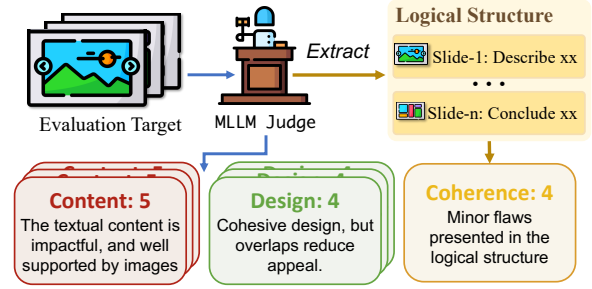 Logical Structure
Extract
Slide-1: Describe xx
• • •
Slide-n: Conclude xx
Evaluation Target
MLLM Judge
Content: 5
The textual content is
impactful, and well
supported by images
Design: 4
Cohesive design, but
overlaps reduce
appeal.
Coherence: 4
Minor flaws
presented in the
logical structure